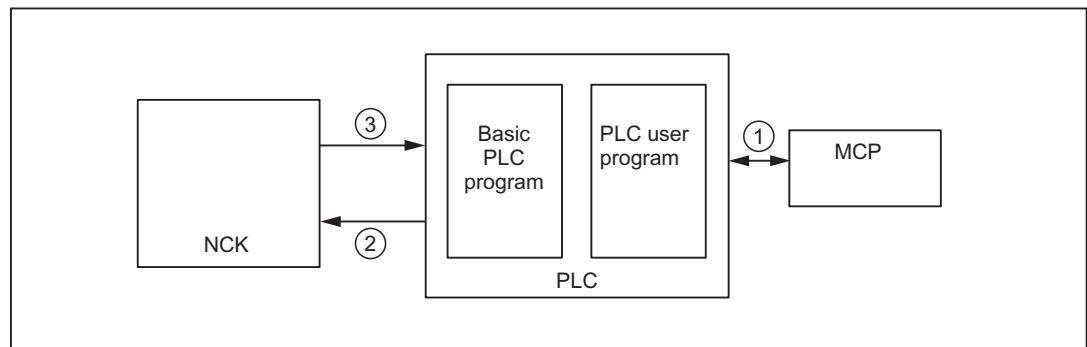 NCK
③
②
Basic
PLC
program
PLC user
program
PLC
①
MCP